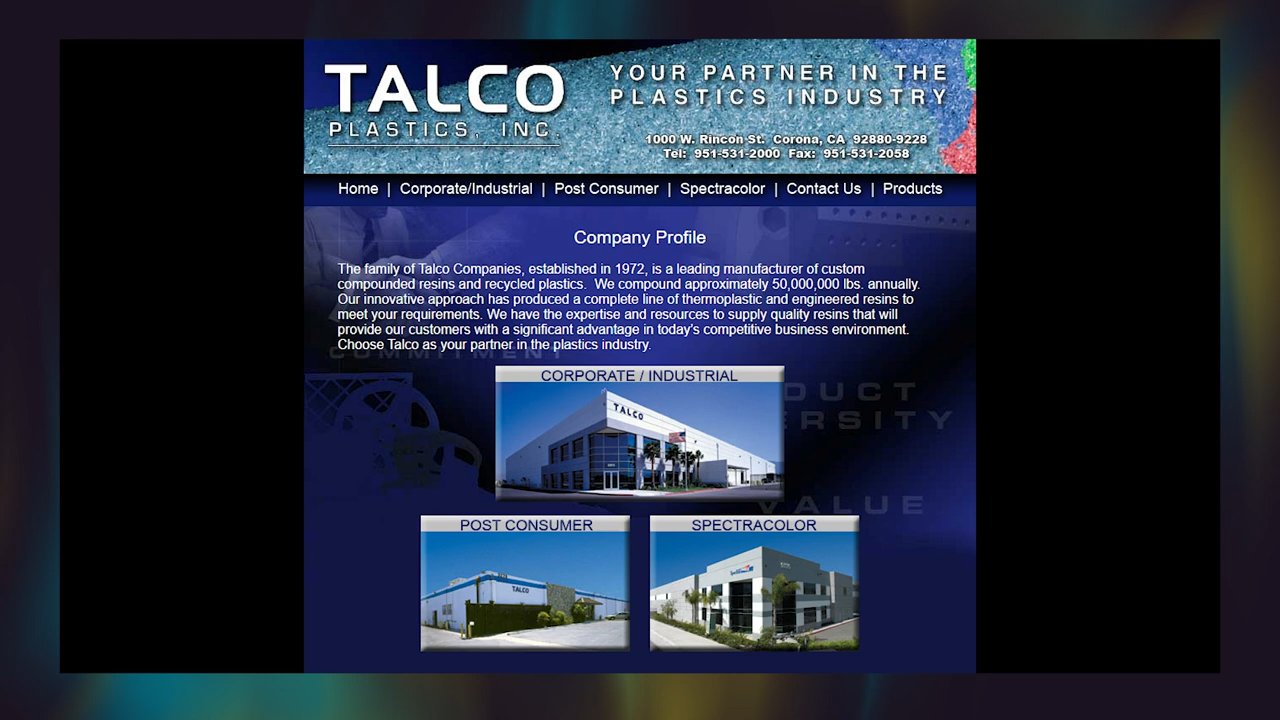 TALCO
PLASTICS, INC.
YOUR PARTNER IN THE
PLASTICS INDUSTRY
1000 W. Rincon St. Corona, CA 92880-9228
Tel: 951-531-2000 Fax: 951-531-2058
Home | Corporate/Industrial | Post Consumer | Spectracolor | Contact Us | Products
Company Profile
The family of Talco Companies, established in 1972, is a leading manufacturer of custom
compounded resins and recycled plastics. We compound approximately 50,000,000 lbs. annually.
Our innovative approach has produced a complete line of thermoplastic and engineered resins to
meet your requirements. We have the expertise and resources to supply quality resins that will
provide our customers with a significant advantage in today's competitive business environment.
Choose Talco as your partner in the plastics industry.
COMMITMENT
CORPORATE / INDUSTRIAL
TALCO
DUCT
ERSITY
VALUE
POST CONSUMER
TALCO
SPECTRACOLOR